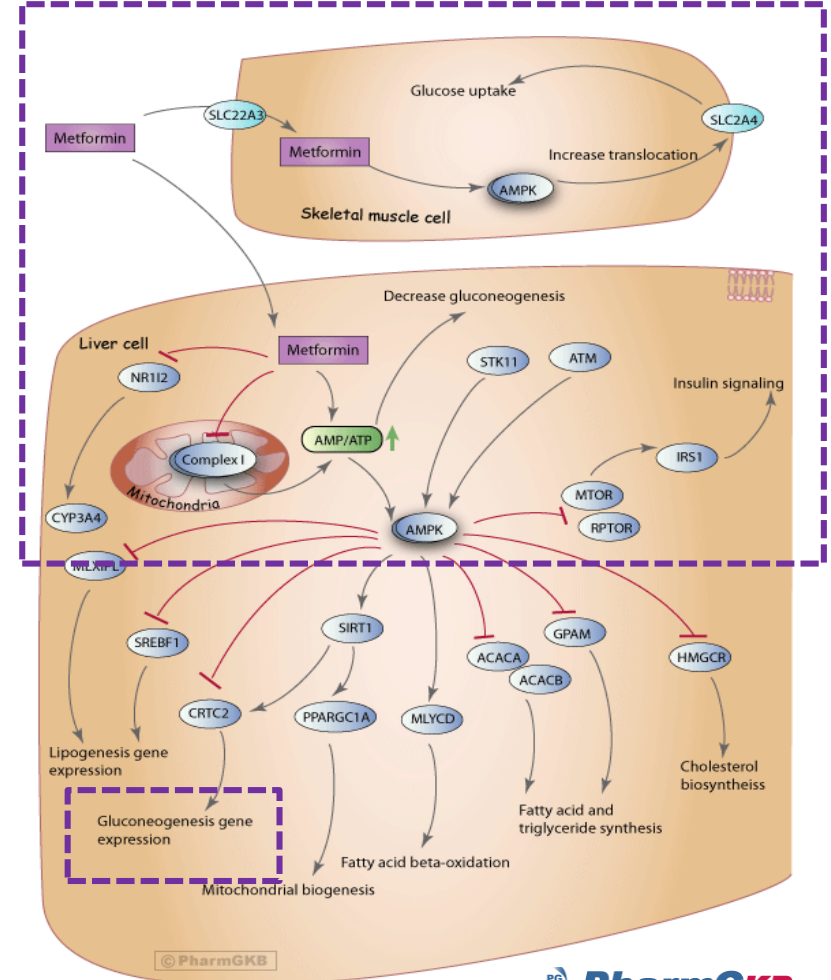 Glucose uptake
SLC22A3
SLC2A4
Metformin
Metformin
Increase translocation
AMPK
Skeletal muscle cell
Decrease gluconeogenesis
Liver cell
Metformin
STK11
ATM
NR1I2
Insulin signaling
AMP/ATP
Complex I
IRS1
Mitochondria
MTOR
CYP3A4
RPTOR
AMPK
MLXIPL
SIRT1
SREBF1
GPAM
ACACA
HMGCR
ACACB
CRTC2
PPARGC1A
MLYCD
Lipogenesis gene
expression
Cholesterol
biosyntheiss
Gluconeogenesis gene
expression
Fatty acid and
triglyceride synthesis
Fatty acid beta-oxidation
Mitochondrial biogenesis
© PharmGKB
PG
PharmGKB